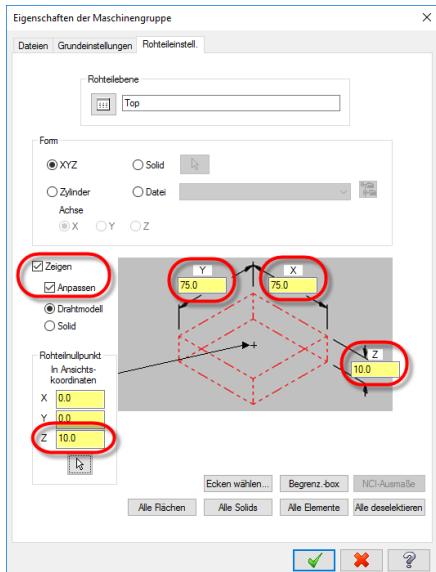 Eigenschaften der Maschinengruppe
Dateien Grundeinstellungen Rohteileinstell.
Rohteilebene
Top
Form
XYZ Solid
Zylinder Datei
Achse
X Y Z
Zeigen
Anpassen
Drahtmodell
Solid
Y X
75.0 75.0
Z
10.0
Rohteilnullpunkt
In Ansichts-
koordinaten
X 0.0
Y 0.0
Z 10.0
Ecken wählen... Begrenz.-box NCI-Ausmaße
Alle Flächen Alle Solids Alle Elemente Alle deselektieren